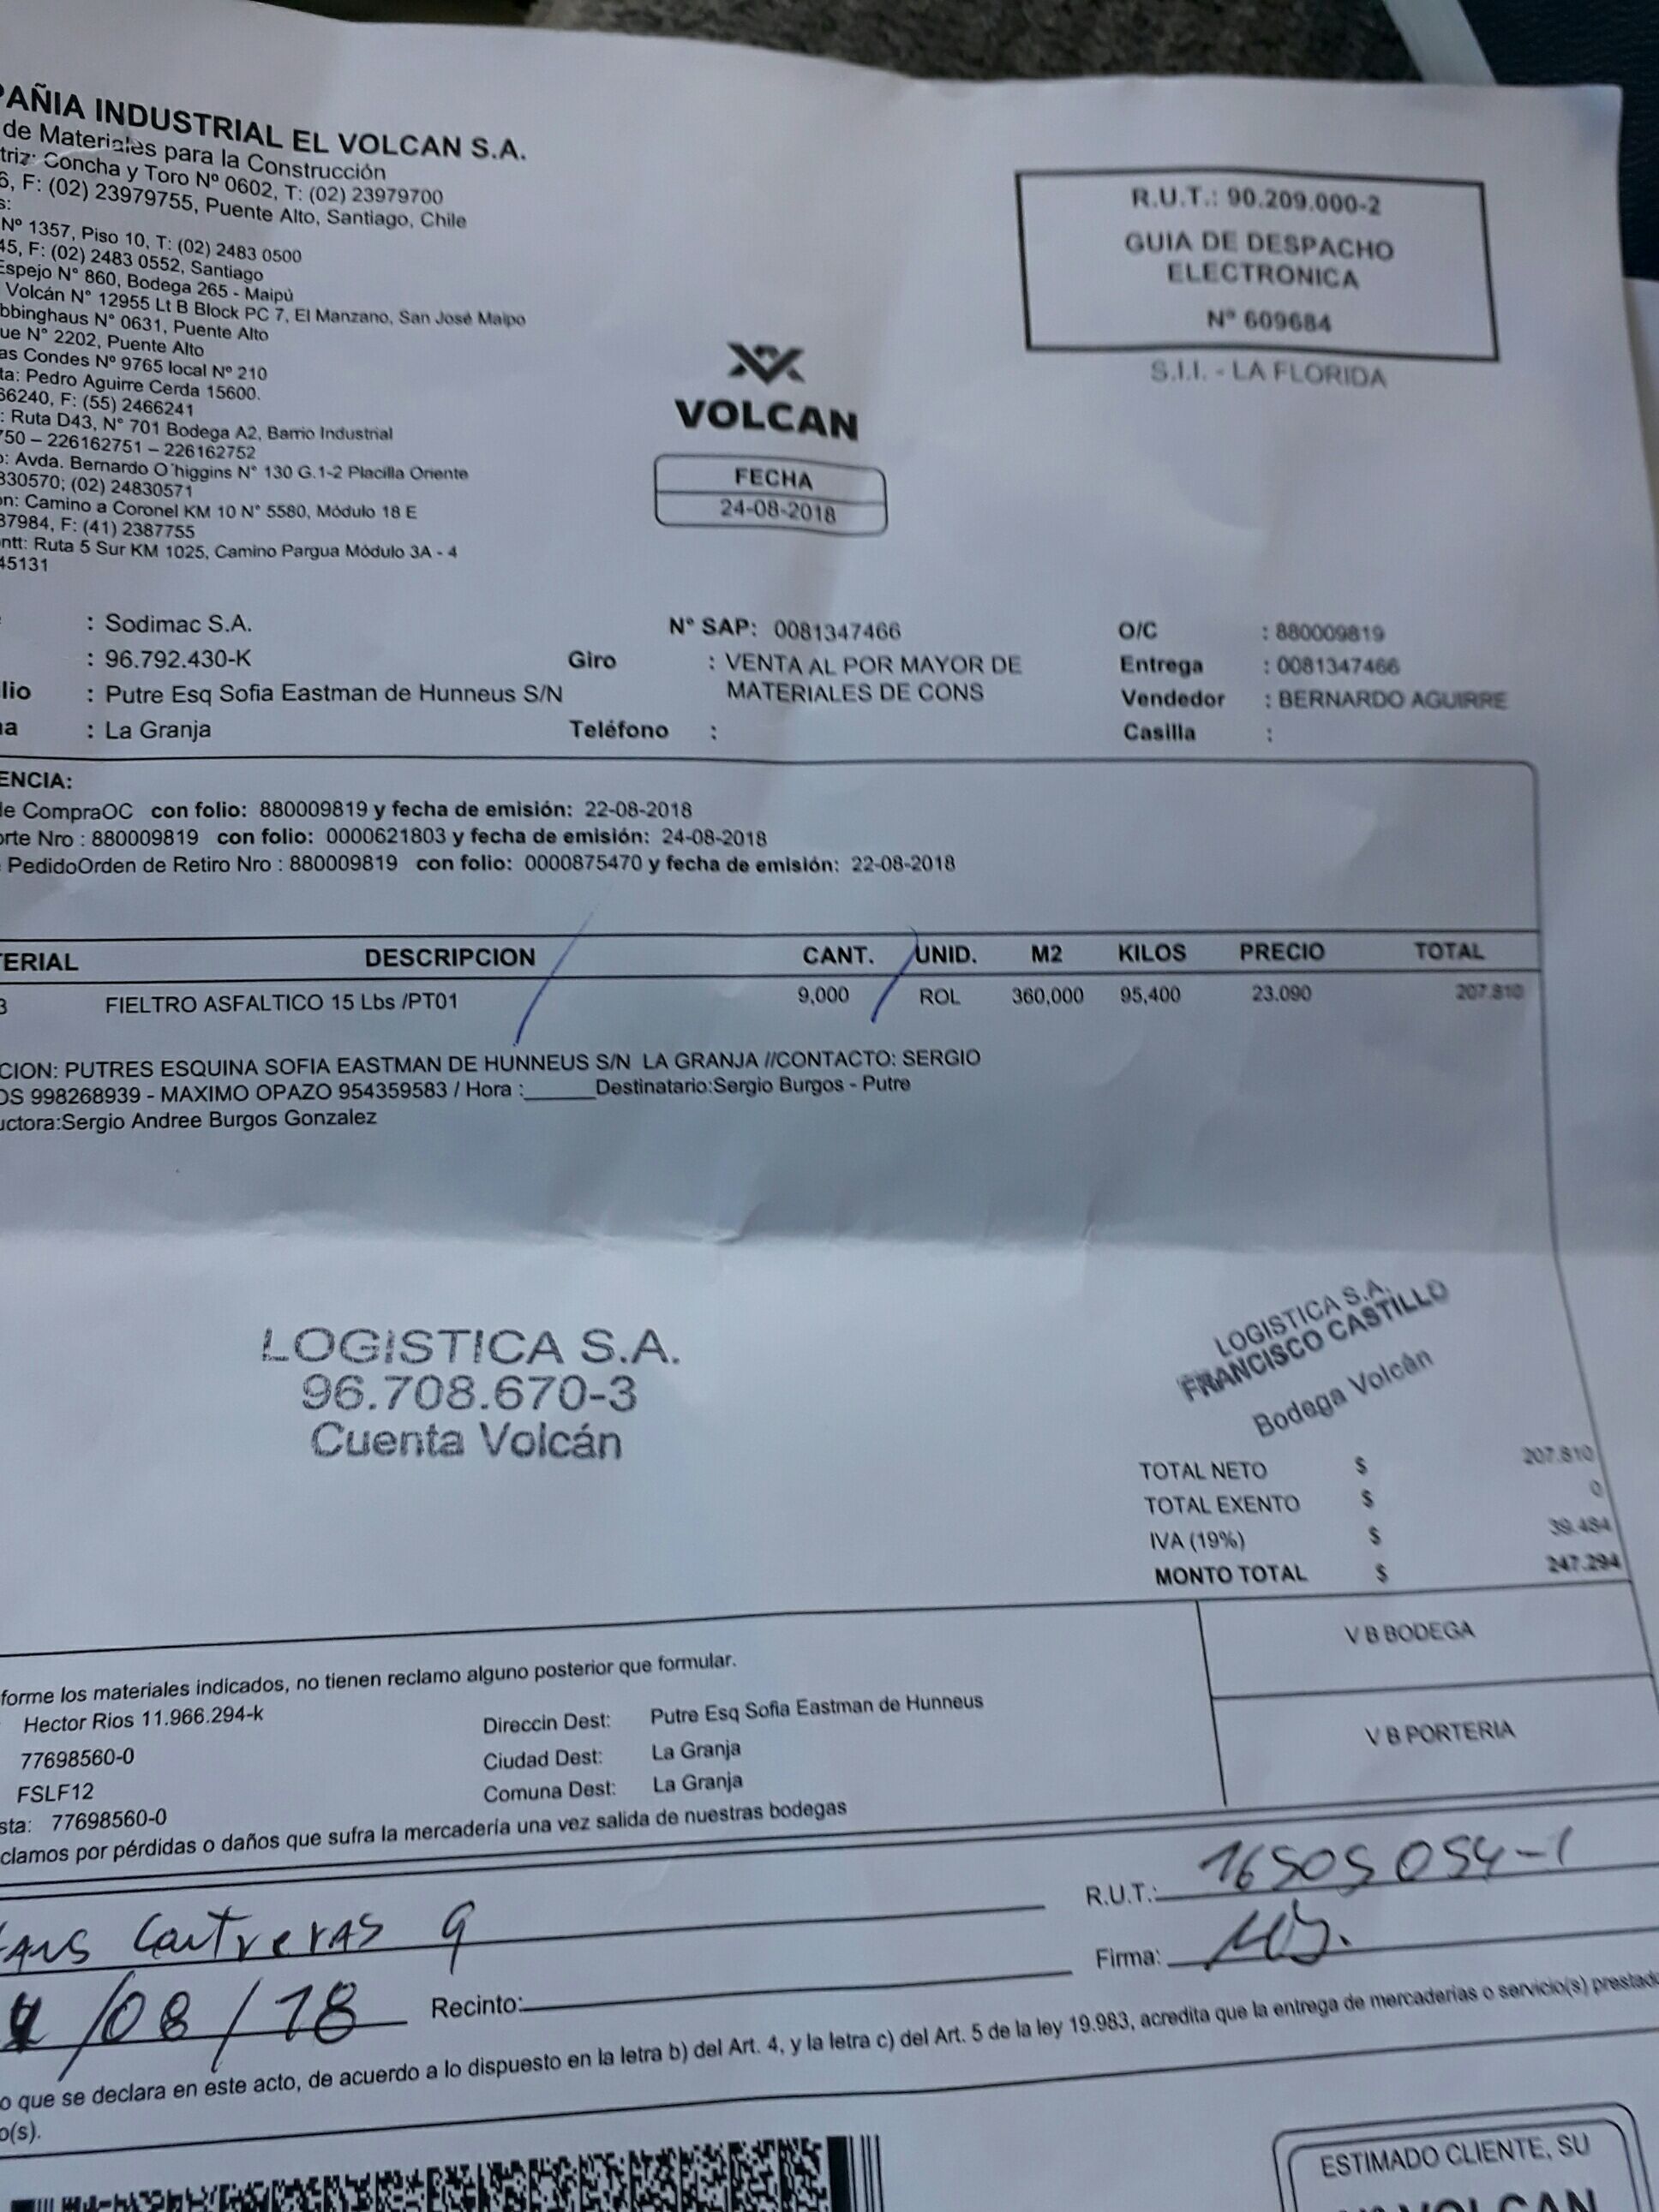 PAÑIA INDUSTRIAL EL VOLCAN S.A.
de Materiales para la Construcción
triz: Concha y Toro Nº 0602, T: (02) 23979700
6, F: (02) 23979755, Puente Alto, Santiago, Chile
s:
Nº 1357, Piso 10, T: (02) 2483 0500
45, F: (02) 2483 0552, Santiago
Espejo N° 860, Bodega 265 - Maipù
Volcán N° 12955 Lt B Block PC 7, El Manzano, San José Maipo
bbinghaus N° 0631, Puente Alto
ue N° 2202, Puente Alto
as Condes Nº 9765 local Nº 210
ta: Pedro Aguirre Cerda 15600.
66240, F: (55) 2466241
: Ruta D43, N° 701 Bodega A2, Barrio Industrial
750 – 226162751 – 226162752
o: Avda. Bernardo O´higgins N° 130 G.1-2 Placilla Oriente
830570; (02) 24830571
on: Camino a Coronel KM 10 N° 5580, Módulo 18 E
87984, F: (41) 2387755
ntt: Ruta 5 Sur KM 1025, Camino Pargua Módulo 3A - 4
45131
R.U.T.: 90.209.000-2
GUIA DE DESPACHO
ELECTRONICA
Nº 609684
S.I.I. - LA FLORIDA
VOLCAN
FECHA
24-08-2018
: Sodimac S.A. N° SAP: 0081347466 O/C : 880009819
: 96.792.430-K Giro : VENTA AL POR MAYOR DE Entrega : 0081347466
lio : Putre Esq Sofia Eastman de Hunneus S/N MATERIALES DE CONS Vendedor : BERNARDO AGUIRRE
na : La Granja Teléfono : Casilla :
ENCIA:
de CompraOC con folio: 880009819 y fecha de emisión: 22-08-2018
orte Nro : 880009819 con folio: 0000621803 y fecha de emisión: 24-08-2018
PedidoOrden de Retiro Nro : 880009819 con folio: 0000875470 y fecha de emisión: 22-08-2018
ERIAL DESCRIPCION CANT. UNID. M2 KILOS PRECIO TOTAL
3 FIELTRO ASFALTICO 15 Lbs /PT01 9,000 ROL 360,000 95,400 23.090 207.810
CION: PUTRES ESQUINA SOFIA EASTMAN DE HUNNEUS S/N LA GRANJA //CONTACTO: SERGIO
OS 998268939 - MAXIMO OPAZO 954359583 / Hora :______Destinatario:Sergio Burgos - Putre
uctora:Sergio Andree Burgos Gonzalez
LOGISTICA S.A.
96.708.670-3
Cuenta Volcán
LOGISTICA S.A.
FRANCISCO CASTILLO
Bodega Volcán
TOTAL NETO $ 207.810
TOTAL EXENTO $ 0
IVA (19%) $ 39.484
MONTO TOTAL $ 247.294
V B BODEGA
V B PORTERIA
forme los materiales indicados, no tienen reclamo alguno posterior que formular.
Hector Rios 11.966.294-k Direccin Dest: Putre Esq Sofia Eastman de Hunneus
77698560-0 Ciudad Dest: La Granja
FSLF12 Comuna Dest: La Granja
sta: 77698560-0
clamos por pérdidas o daños que sufra la mercadería una vez salida de nuestras bodegas
Contreras G R.U.T.: 16505054-1
/08/18 Recinto: Firma:
o que se declara en este acto, de acuerdo a lo dispuesto en la letra b) del Art. 4, y la letra c) del Art. 5 de la ley 19.983, acredita que la entrega de mercaderías o servicio(s) prestado
o(s).
ESTIMADO CLIENTE, SU
VOLCAN